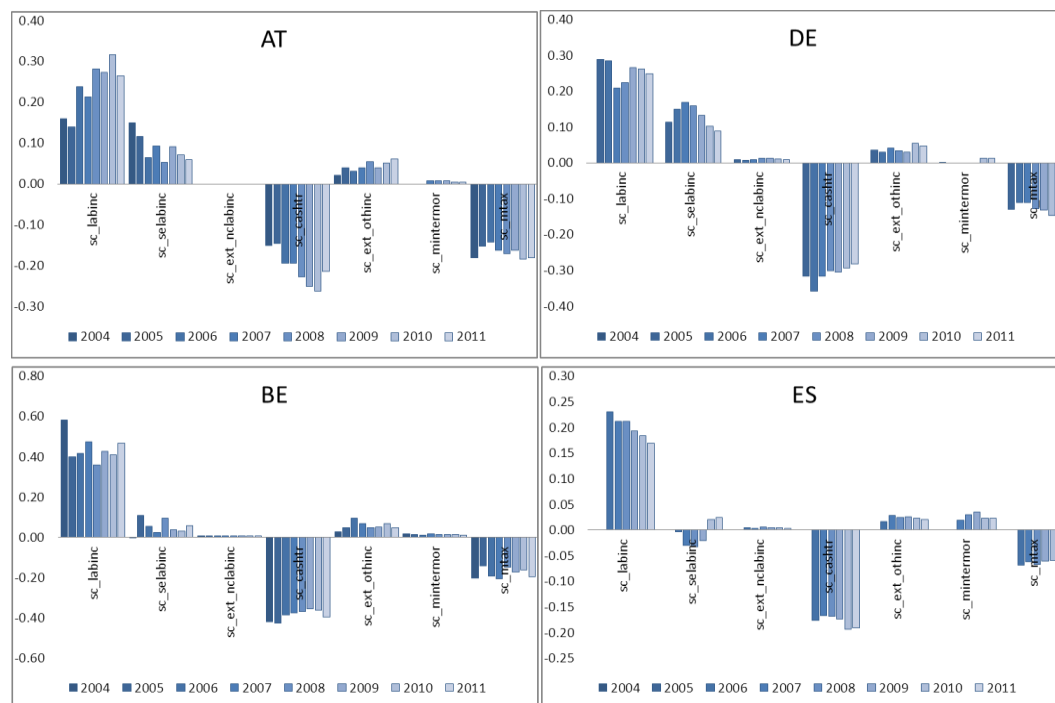 AT
0.40
0.30
0.20
0.10
0.00
-0.10
-0.20
-0.30
sc_labinc
sc_selabinc
sc_ext_nclabinc
sc_cashtr
sc_ext_othinc
sc_mintermor
sc_mtax
2004 2005 2006 2007 2008 2009 2010 2011
DE
0.40
0.30
0.20
0.10
0.00
-0.10
-0.20
-0.30
-0.40
sc_labinc
sc_selabinc
sc_ext_nclabinc
sc_cashtr
sc_ext_othinc
sc_mintermor
sc_mtax
2004 2005 2006 2007 2008 2009 2010 2011
BE
0.80
0.60
0.40
0.20
0.00
-0.20
-0.40
-0.60
sc_labinc
sc_selabinc
sc_ext_nclabinc
sc_cashtr
sc_ext_othinc
sc_mintermor
sc_mtax
2004 2005 2006 2007 2008 2009 2010 2011
ES
0.30
0.25
0.20
0.15
0.10
0.05
0.00
-0.05
-0.10
-0.15
-0.20
-0.25
sc_labinc
sc_selabinc
sc_ext_nclabinc
sc_cashtr
sc_ext_othinc
sc_mintermor
sc_mtax
2004 2005 2006 2007 2008 2009 2010 2011